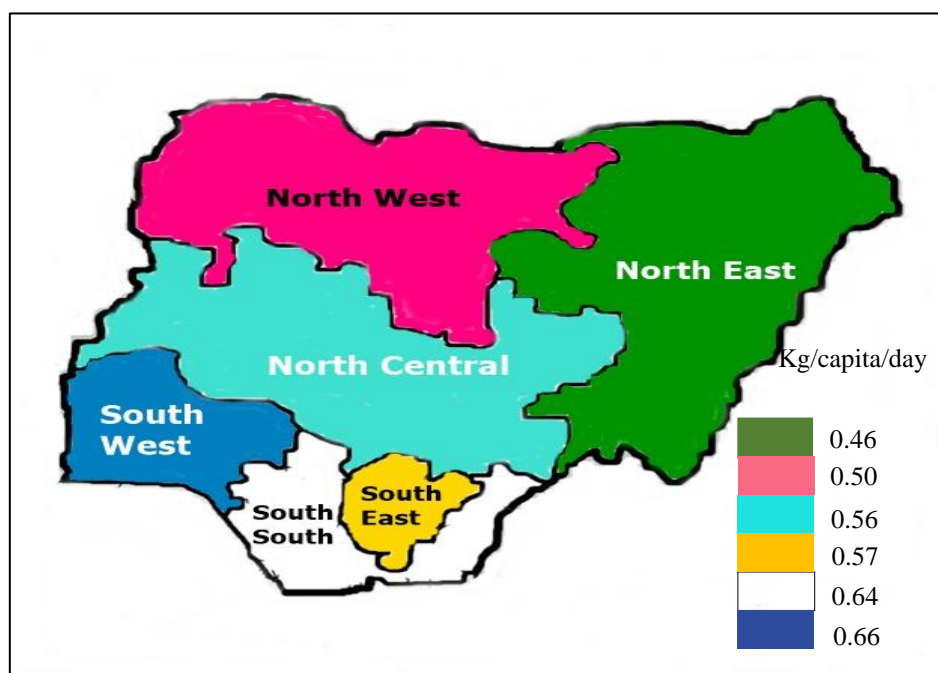 North West
North East
North Central
Kg/capita/day
South
West
South
East
South
South
0.46
0.50
0.56
0.57
0.64
0.66